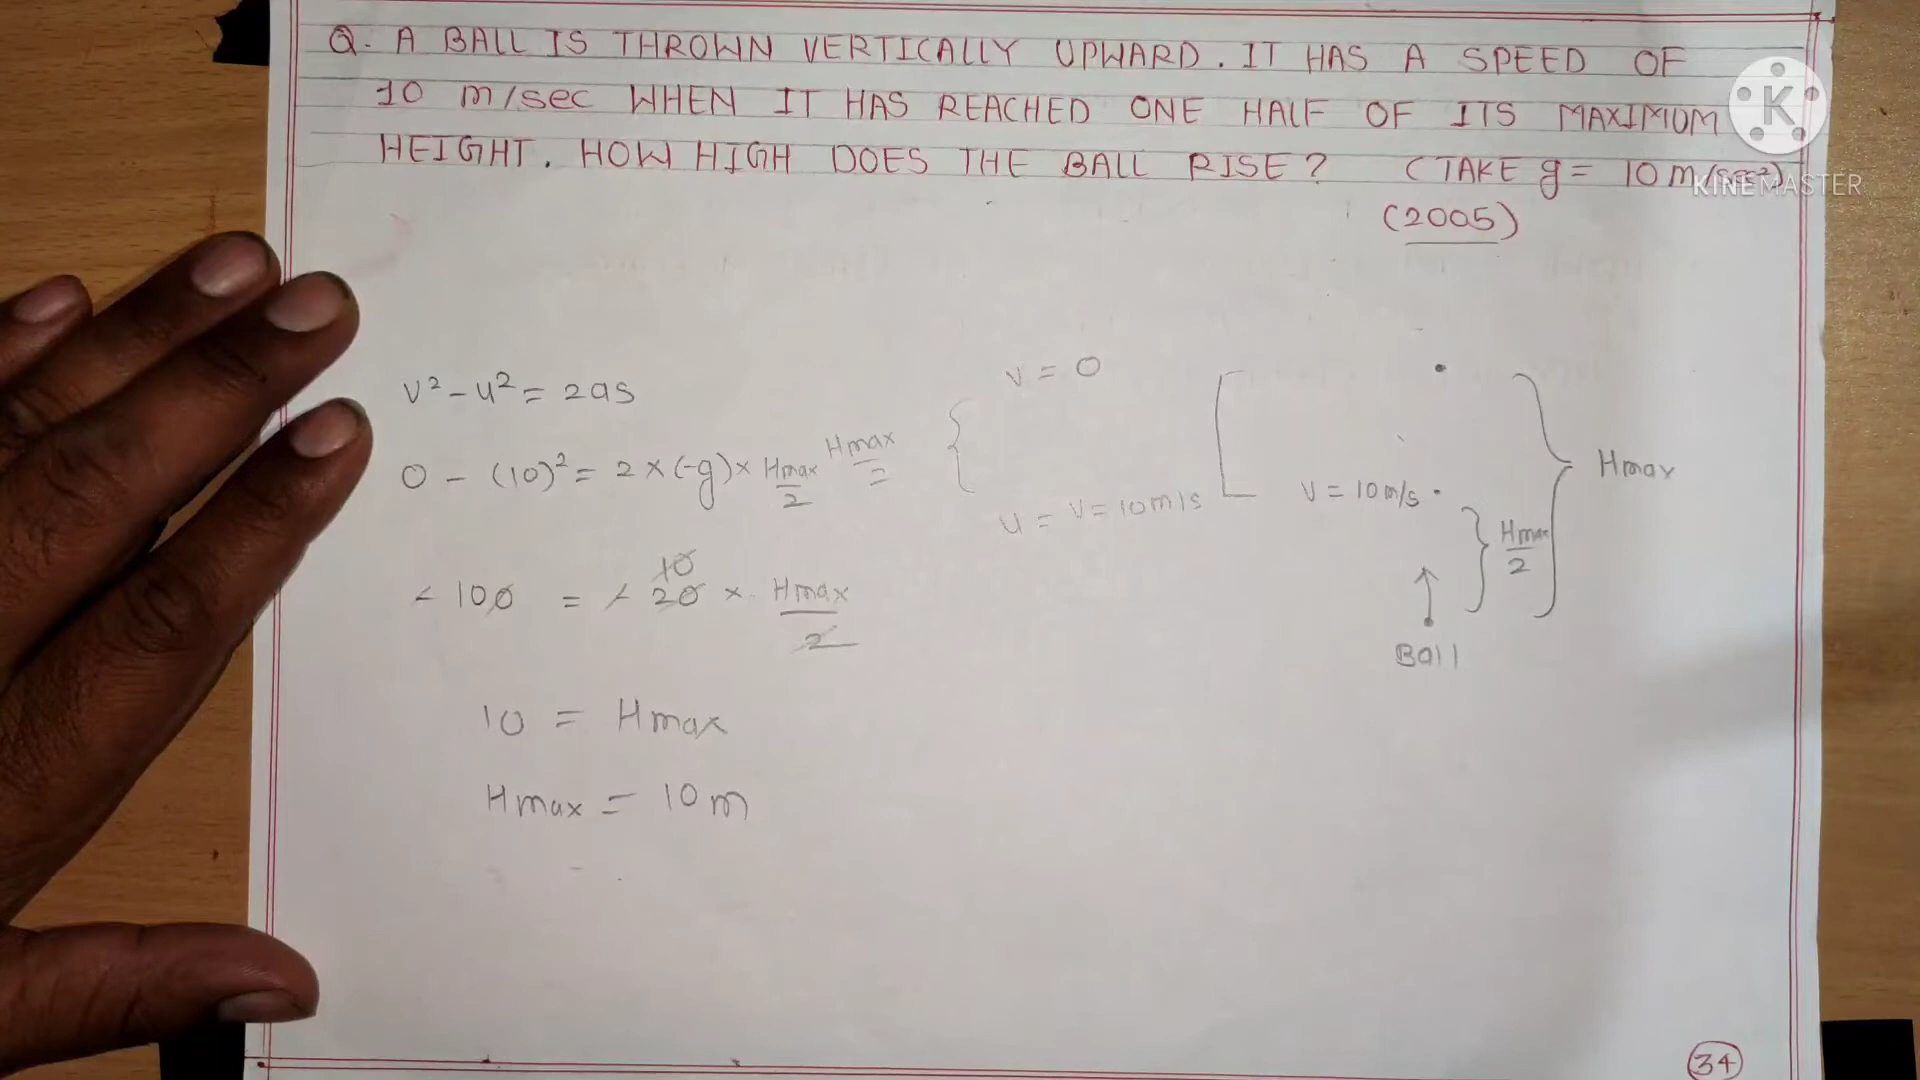 Q. A BALL IS THROWN VERTICALLY UPWARD. IT HAS A SPEED OF
10 m/sec WHEN IT HAS REACHED ONE HALF OF ITS MAXIMUM
HEIGHT. HOW HIGH DOES THE BALL RISE? (TAKE g = 10 m/sec²)
K
KINEMASTER
(2005)
v² - u² = 2as
0 - (10)² = 2 × (-g) × Hmax/2
Hmax/2
v = 0
u = v = 10m/s
v = 10m/s
Hmax
Hmax/2
Ball
- 100 = - 20 × Hmax/2
10
10 = Hmax
Hmax = 10 m
34